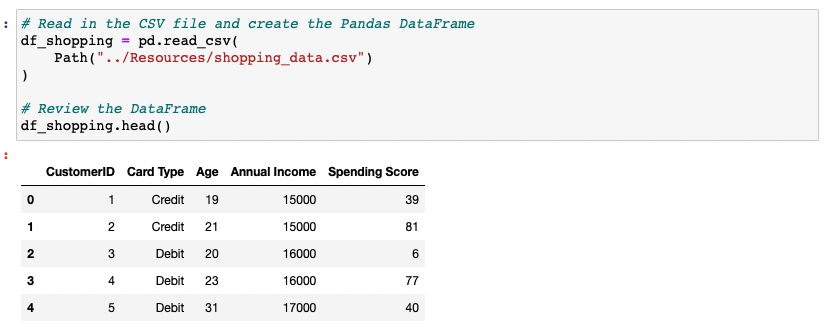 : # Read in the CSV file and create the Pandas DataFrame
df_shopping = pd.read_csv(
    Path("../Resources/shopping_data.csv")
)

# Review the DataFrame
df_shopping.head()
:
CustomerID Card Type Age Annual Income Spending Score
0 1 Credit 19 15000 39
1 2 Credit 21 15000 81
2 3 Debit 20 16000 6
3 4 Debit 23 16000 77
4 5 Debit 31 17000 40